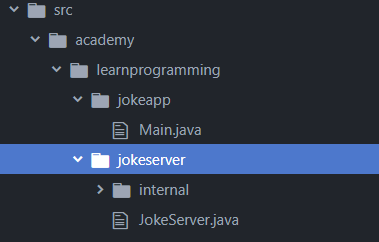 src
academy
learnprogramming
jokeapp
Main.java
jokeserver
internal
JokeServer.java